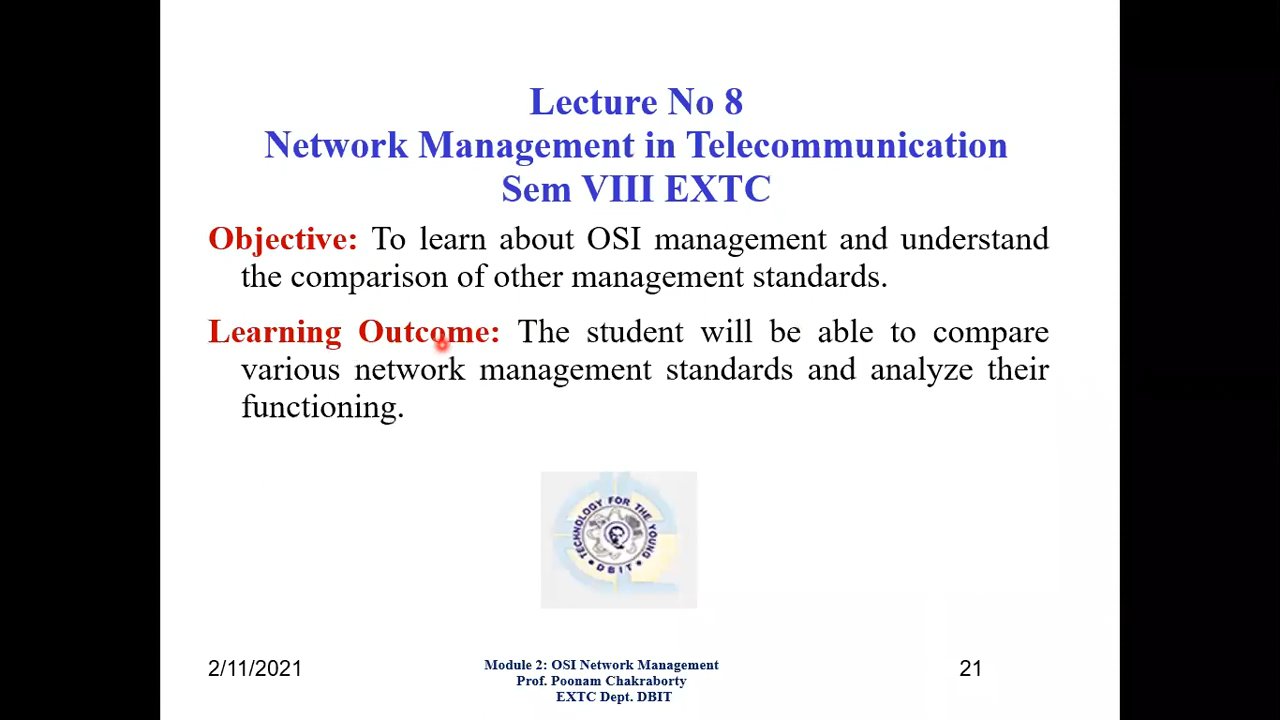 Lecture No 8
Network Management in Telecommunication
Sem VIII EXTC
Objective: To learn about OSI management and understand
the comparison of other management standards.
Learning Outcome: The student will be able to compare
various network management standards and analyze their
functioning.
TECHNOLOGY FOR THE YOUNG
DBIT
2/11/2021
Module 2: OSI Network Management
Prof. Poonam Chakraborty
EXTC Dept. DBIT
21